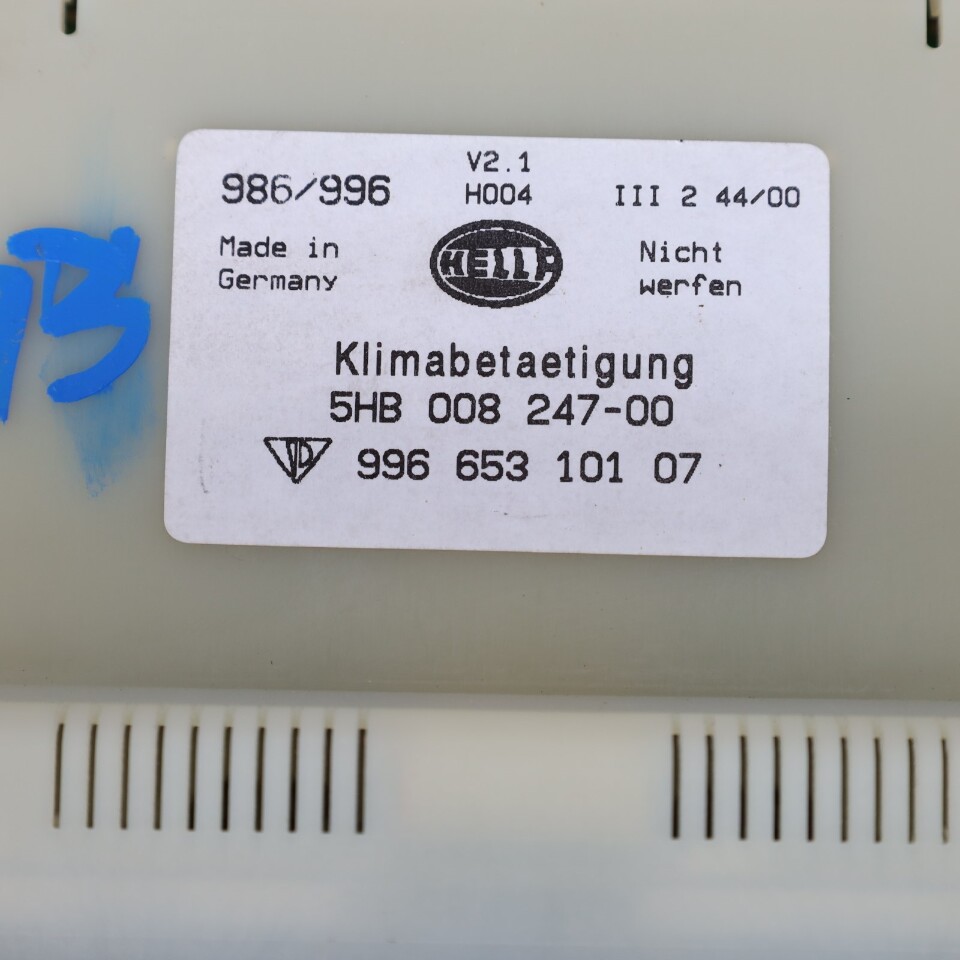 V2.1
986/996 H004 III 2 44/00
Made in
Germany
HELLA
Nicht
werfen
Klimabetaetigung
5HB 008 247-00
996 653 101 07